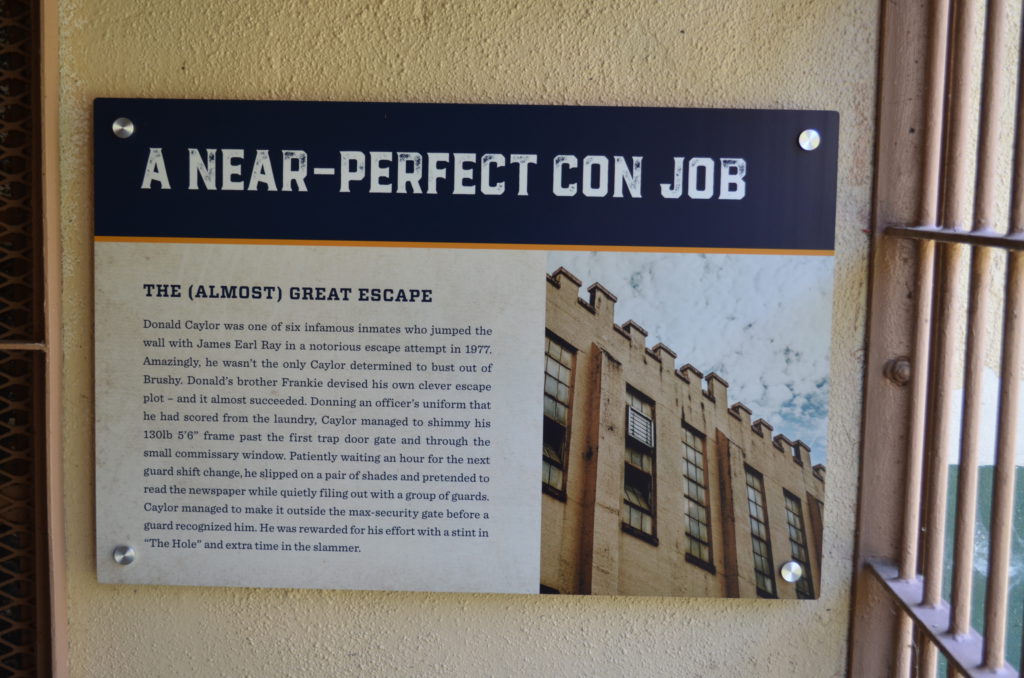 A NEAR-PERFECT CON JOB
THE (ALMOST) GREAT ESCAPE
Donald Caylor was one of six infamous inmates who jumped the
wall with James Earl Ray in a notorious escape attempt in 1977.
Amazingly, he wasn't the only Caylor determined to bust out of
Brushy. Donald's brother Frankie devised his own clever escape
plot – and it almost succeeded. Donning an officer's uniform that
he had scored from the laundry, Caylor managed to shimmy his
130lb 5'6" frame past the first trap door gate and through the
small commissary window. Patiently waiting an hour for the next
guard shift change, he slipped on a pair of shades and pretended to
read the newspaper while quietly filing out with a group of guards.
Caylor managed to make it outside the max-security gate before a
guard recognized him. He was rewarded for his effort with a stint in
“The Hole” and extra time in the slammer.